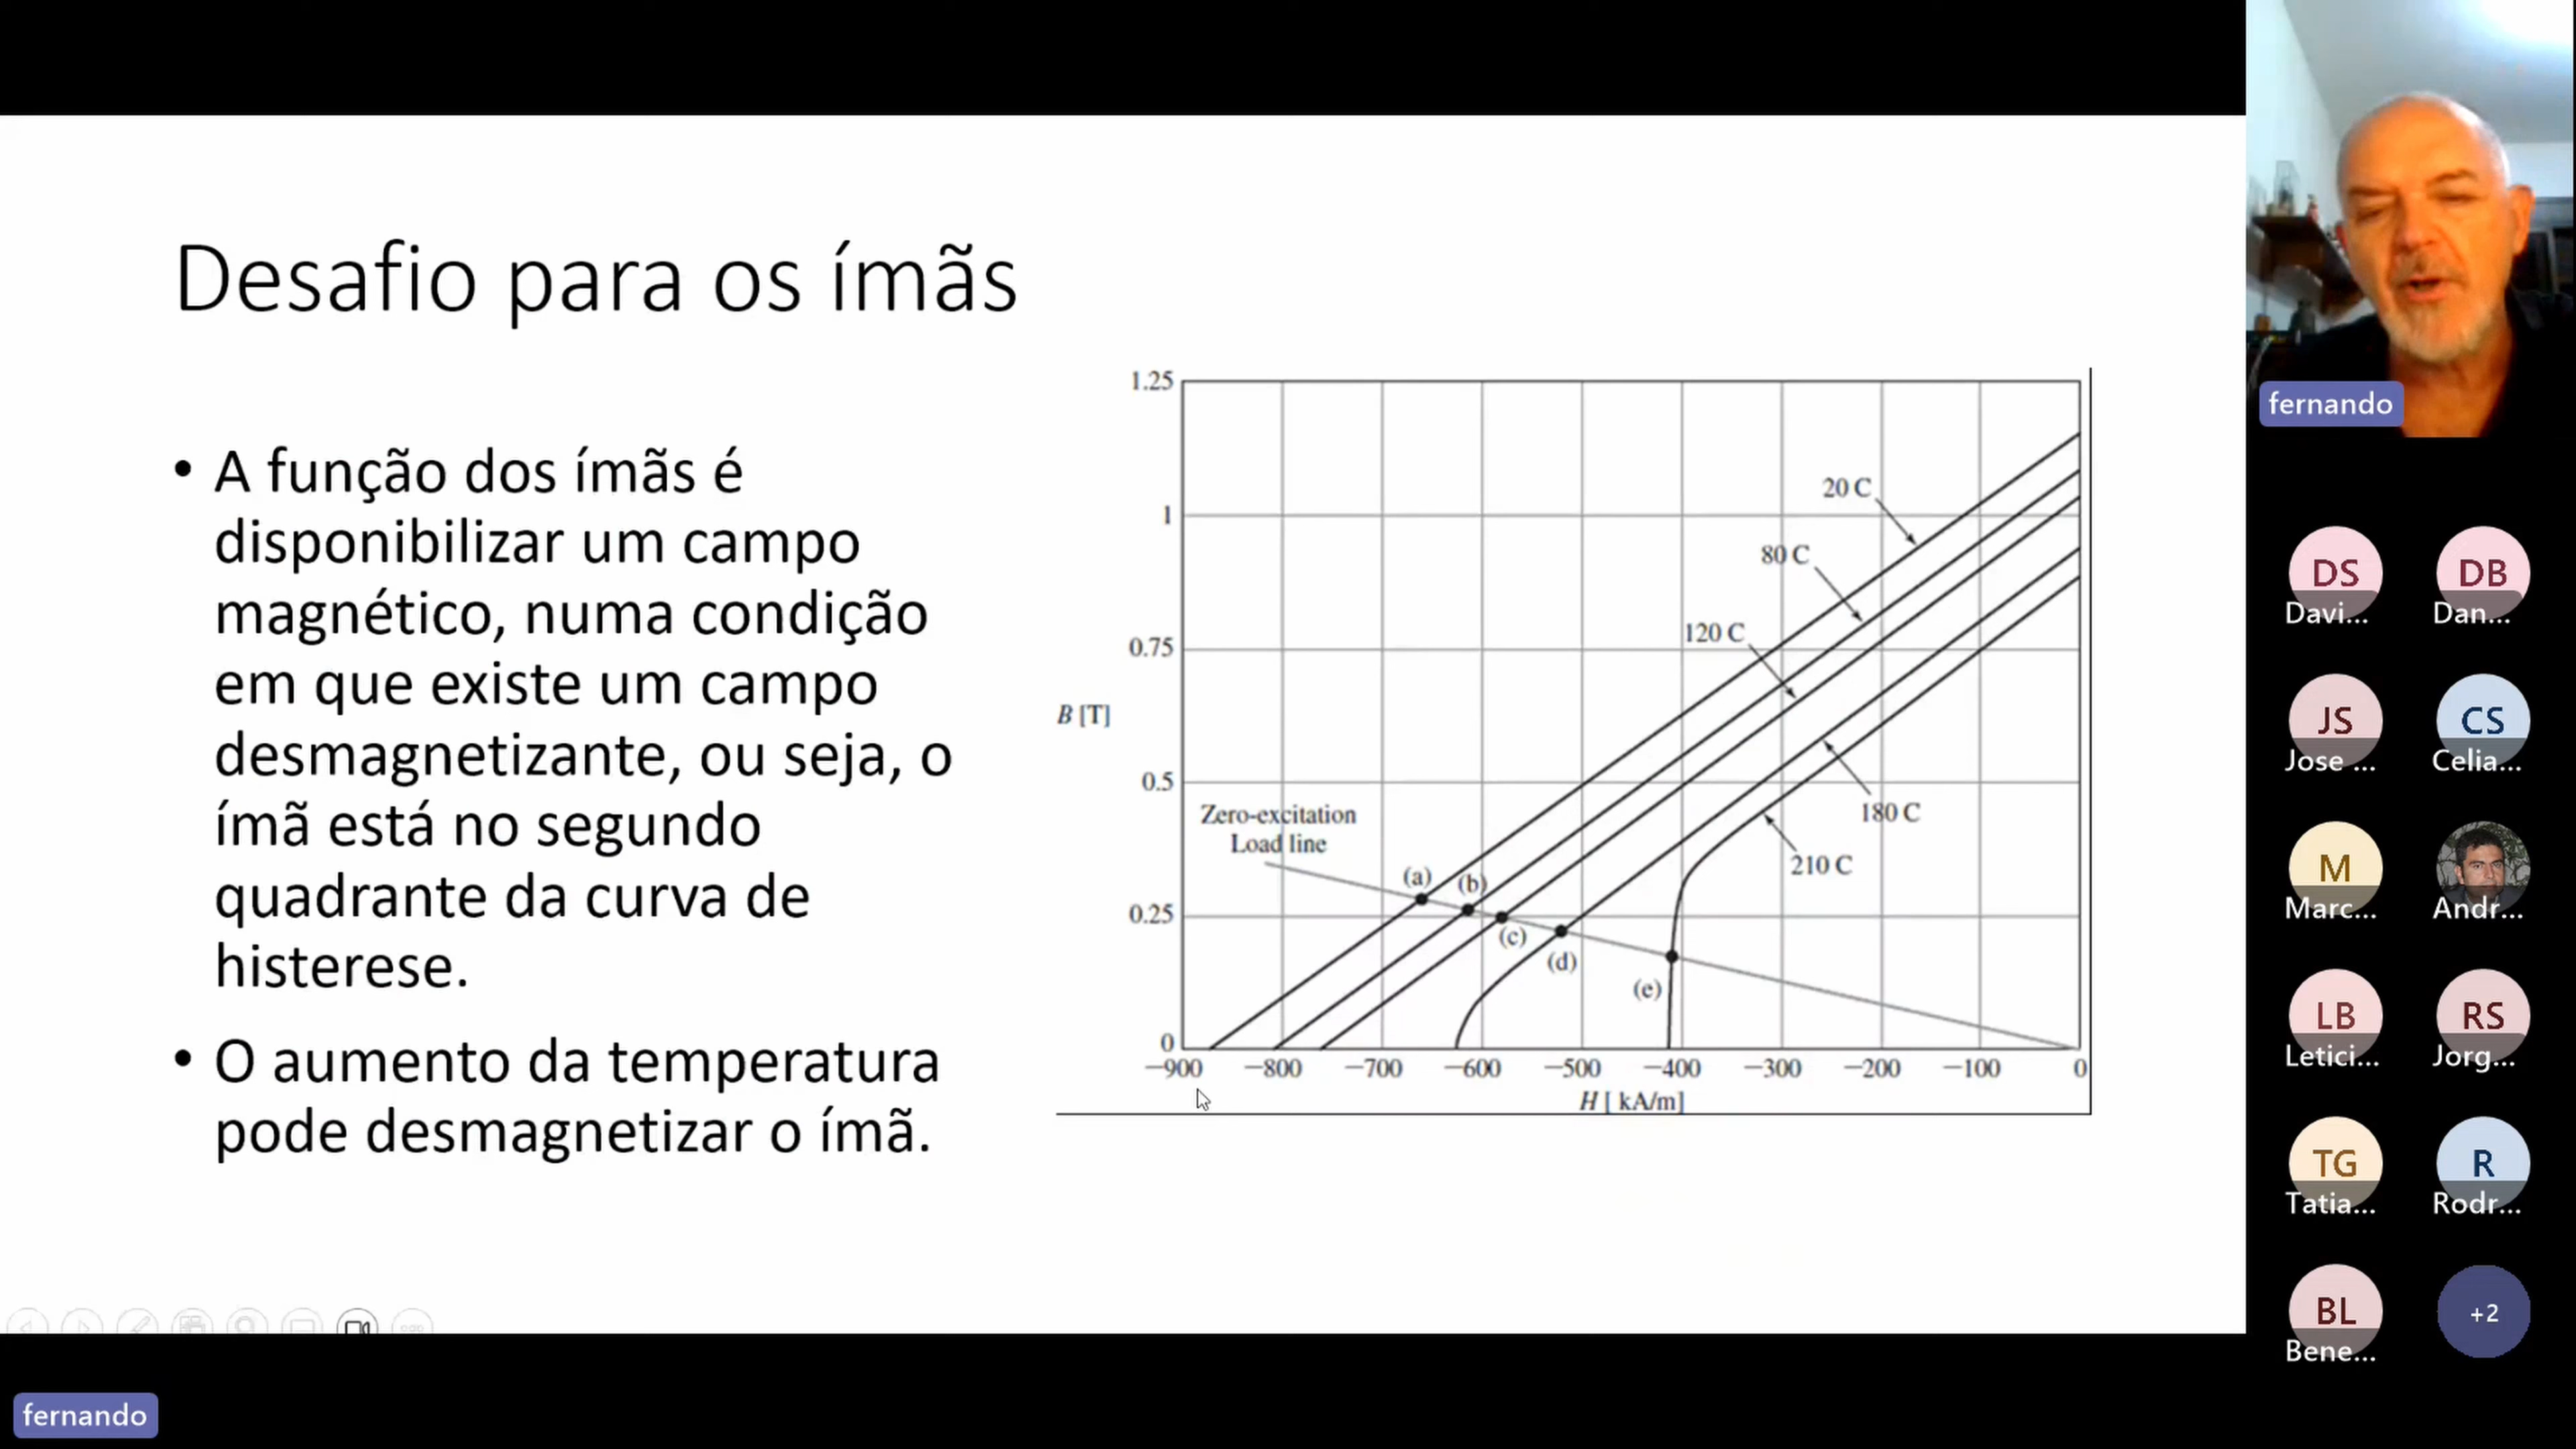 Desafio para os ímãs
• A função dos ímãs é
disponibilizar um campo
magnético, numa condição
em que existe um campo
desmagnetizante, ou seja, o
ímã está no segundo
quadrante da curva de
histerese.
• O aumento da temperatura
pode desmagnetizar o ímã.
1.25
1
0.75
0.5
0.25
0
B [T]
20 C
80 C
120 C
180 C
210 C
Zero-excitation
Load line
(a)
(b)
(c)
(d)
(e)
−900 −800 −700 −600 −500 −400 −300 −200 −100 0
H [ kA/m]
fernando
DS DB
Davi... Dan...
JS CS
Jose ... Celia...
M
Marc... Andr...
LB RS
Letici... Jorg...
TG R
Tatia... Rodr...
BL +2
Bene...
fernando